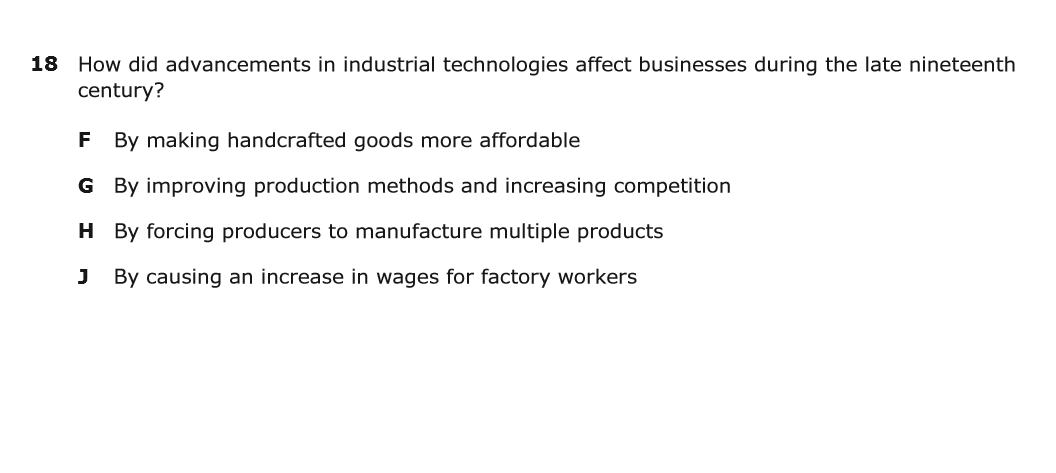 18 How did advancements in industrial technologies affect businesses during the late nineteenth
century?
F By making handcrafted goods more affordable
G By improving production methods and increasing competition
H By forcing producers to manufacture multiple products
J By causing an increase in wages for factory workers